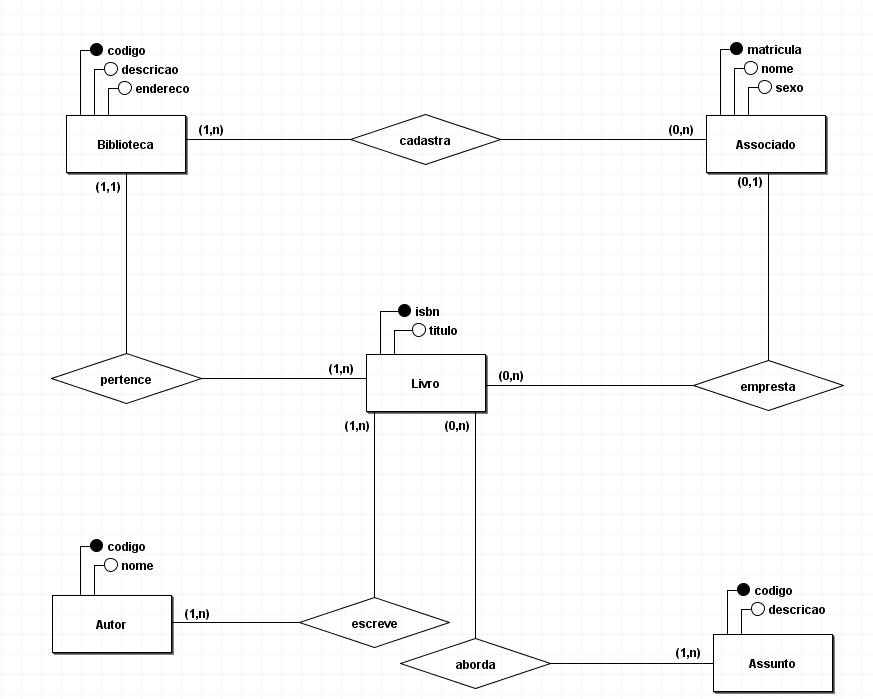 codigo
descricao
endereco
Biblioteca
(1,n)
cadastra
(0,n)
matricula
nome
sexo
Associado
(1,1)
(0,1)
pertence
(1,n)
isbn
titulo
Livro
(0,n)
empresta
(1,n)
(0,n)
codigo
nome
Autor
(1,n)
escreve
aborda
(1,n)
codigo
descricao
Assunto